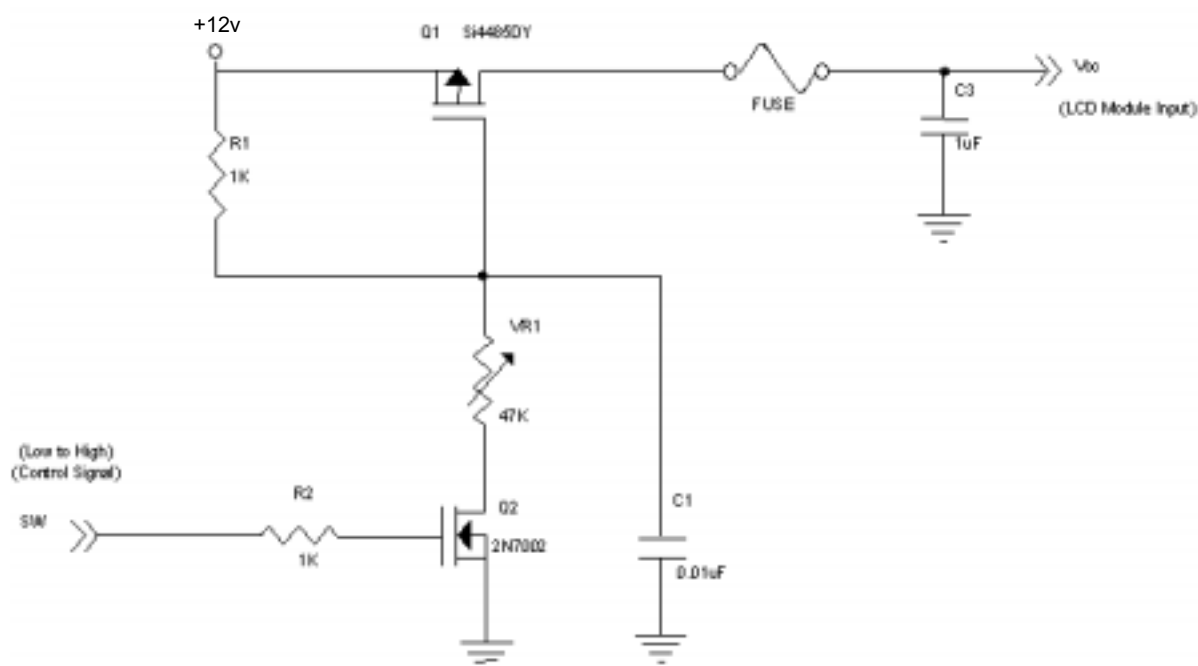 +12v
Q1 Si4485DY
FUSE
C3
1uF
(LCD Module Input)
R1
1K
VR1
47K
(Low to High)
(Control Signal)
SW
R2
1K
Q2
2N7002
C1
0.01uF